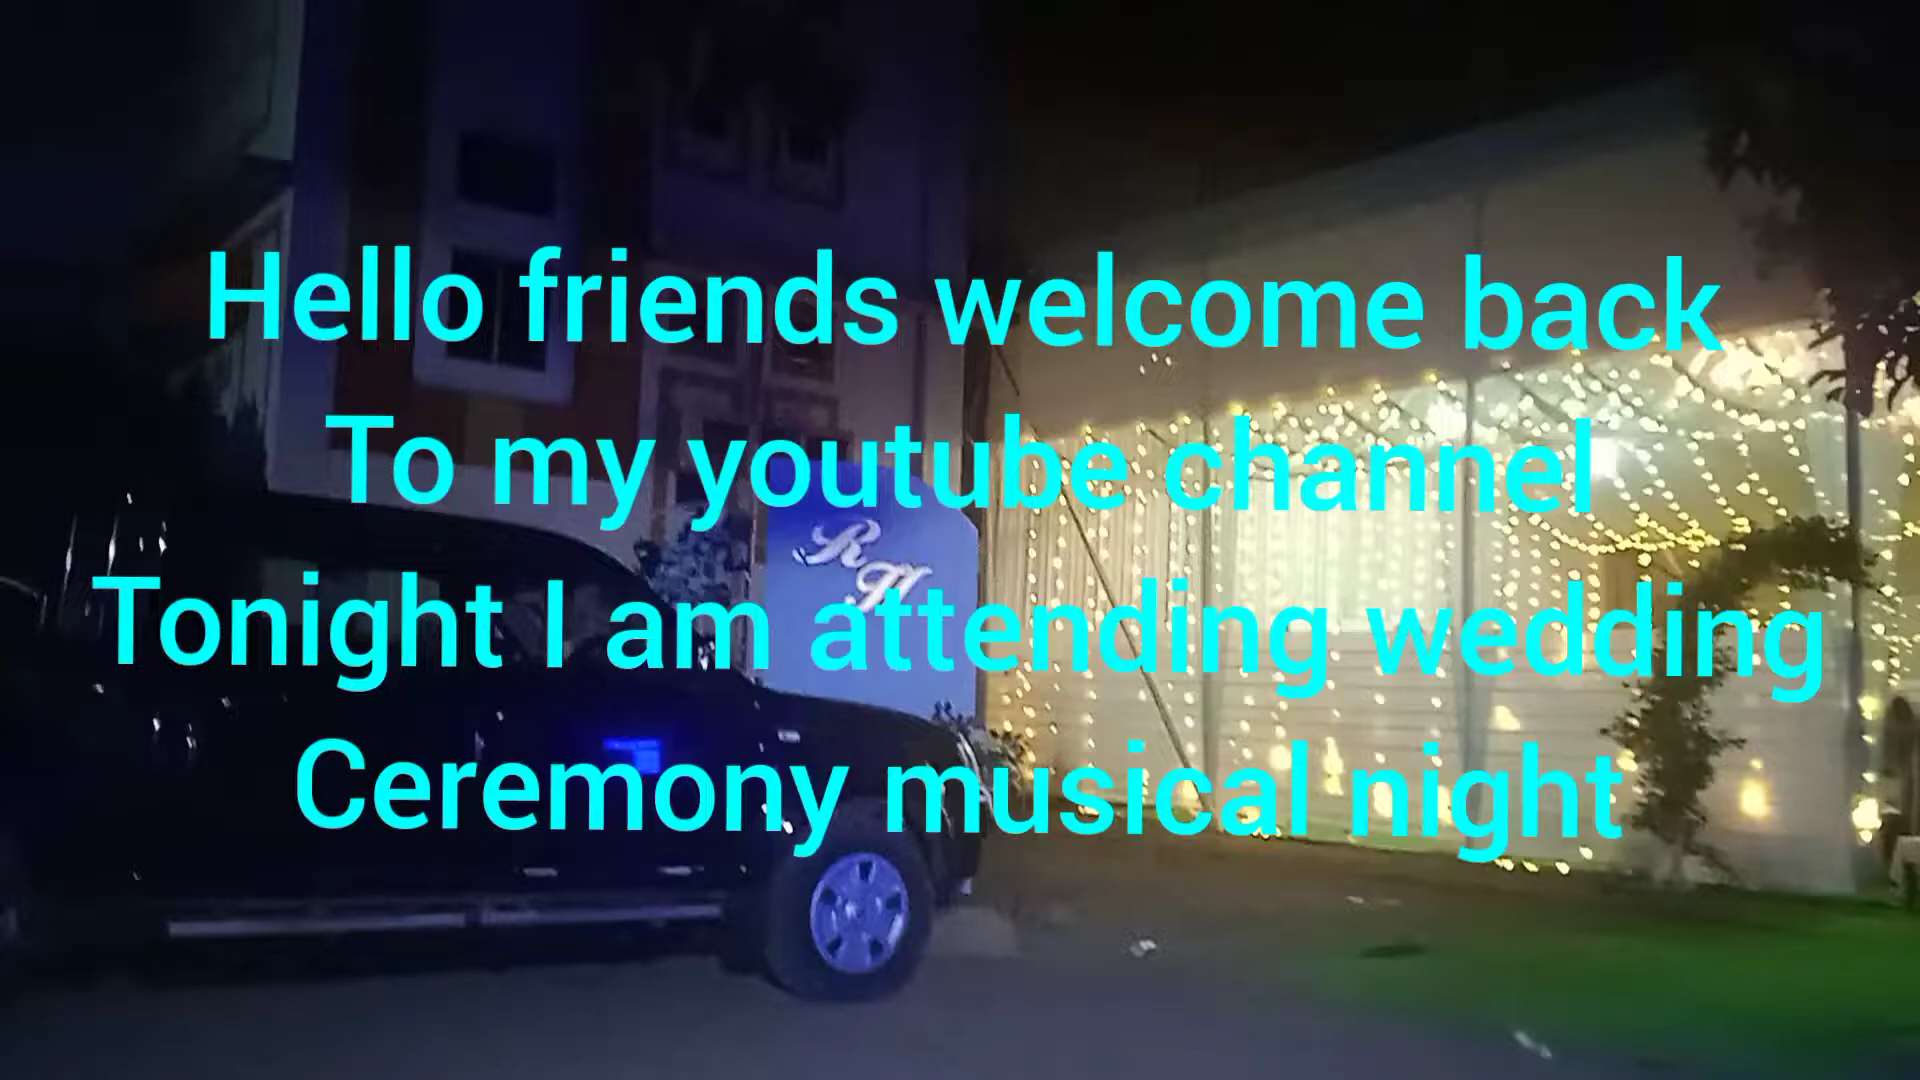 Hello friends welcome back
To my youtube channel
R
H
Tonight I am attending wedding
Ceremony musical night